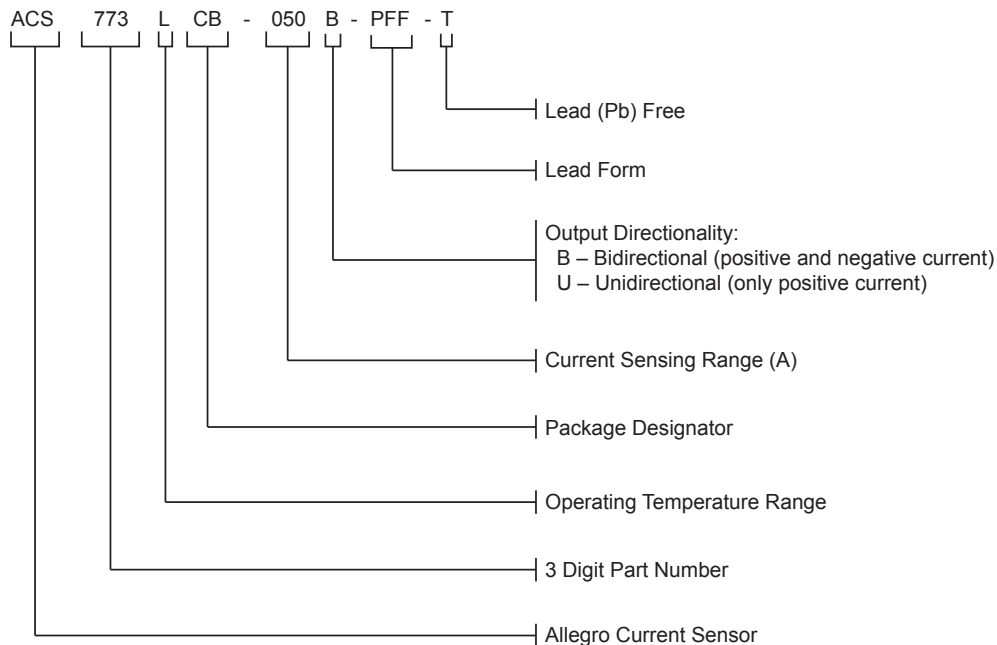 ACS 773 L CB - 050 B - PFF - T
Lead (Pb) Free
Lead Form
Output Directionality:
B – Bidirectional (positive and negative current)
U – Unidirectional (only positive current)
Current Sensing Range (A)
Package Designator
Operating Temperature Range
3 Digit Part Number
Allegro Current Sensor